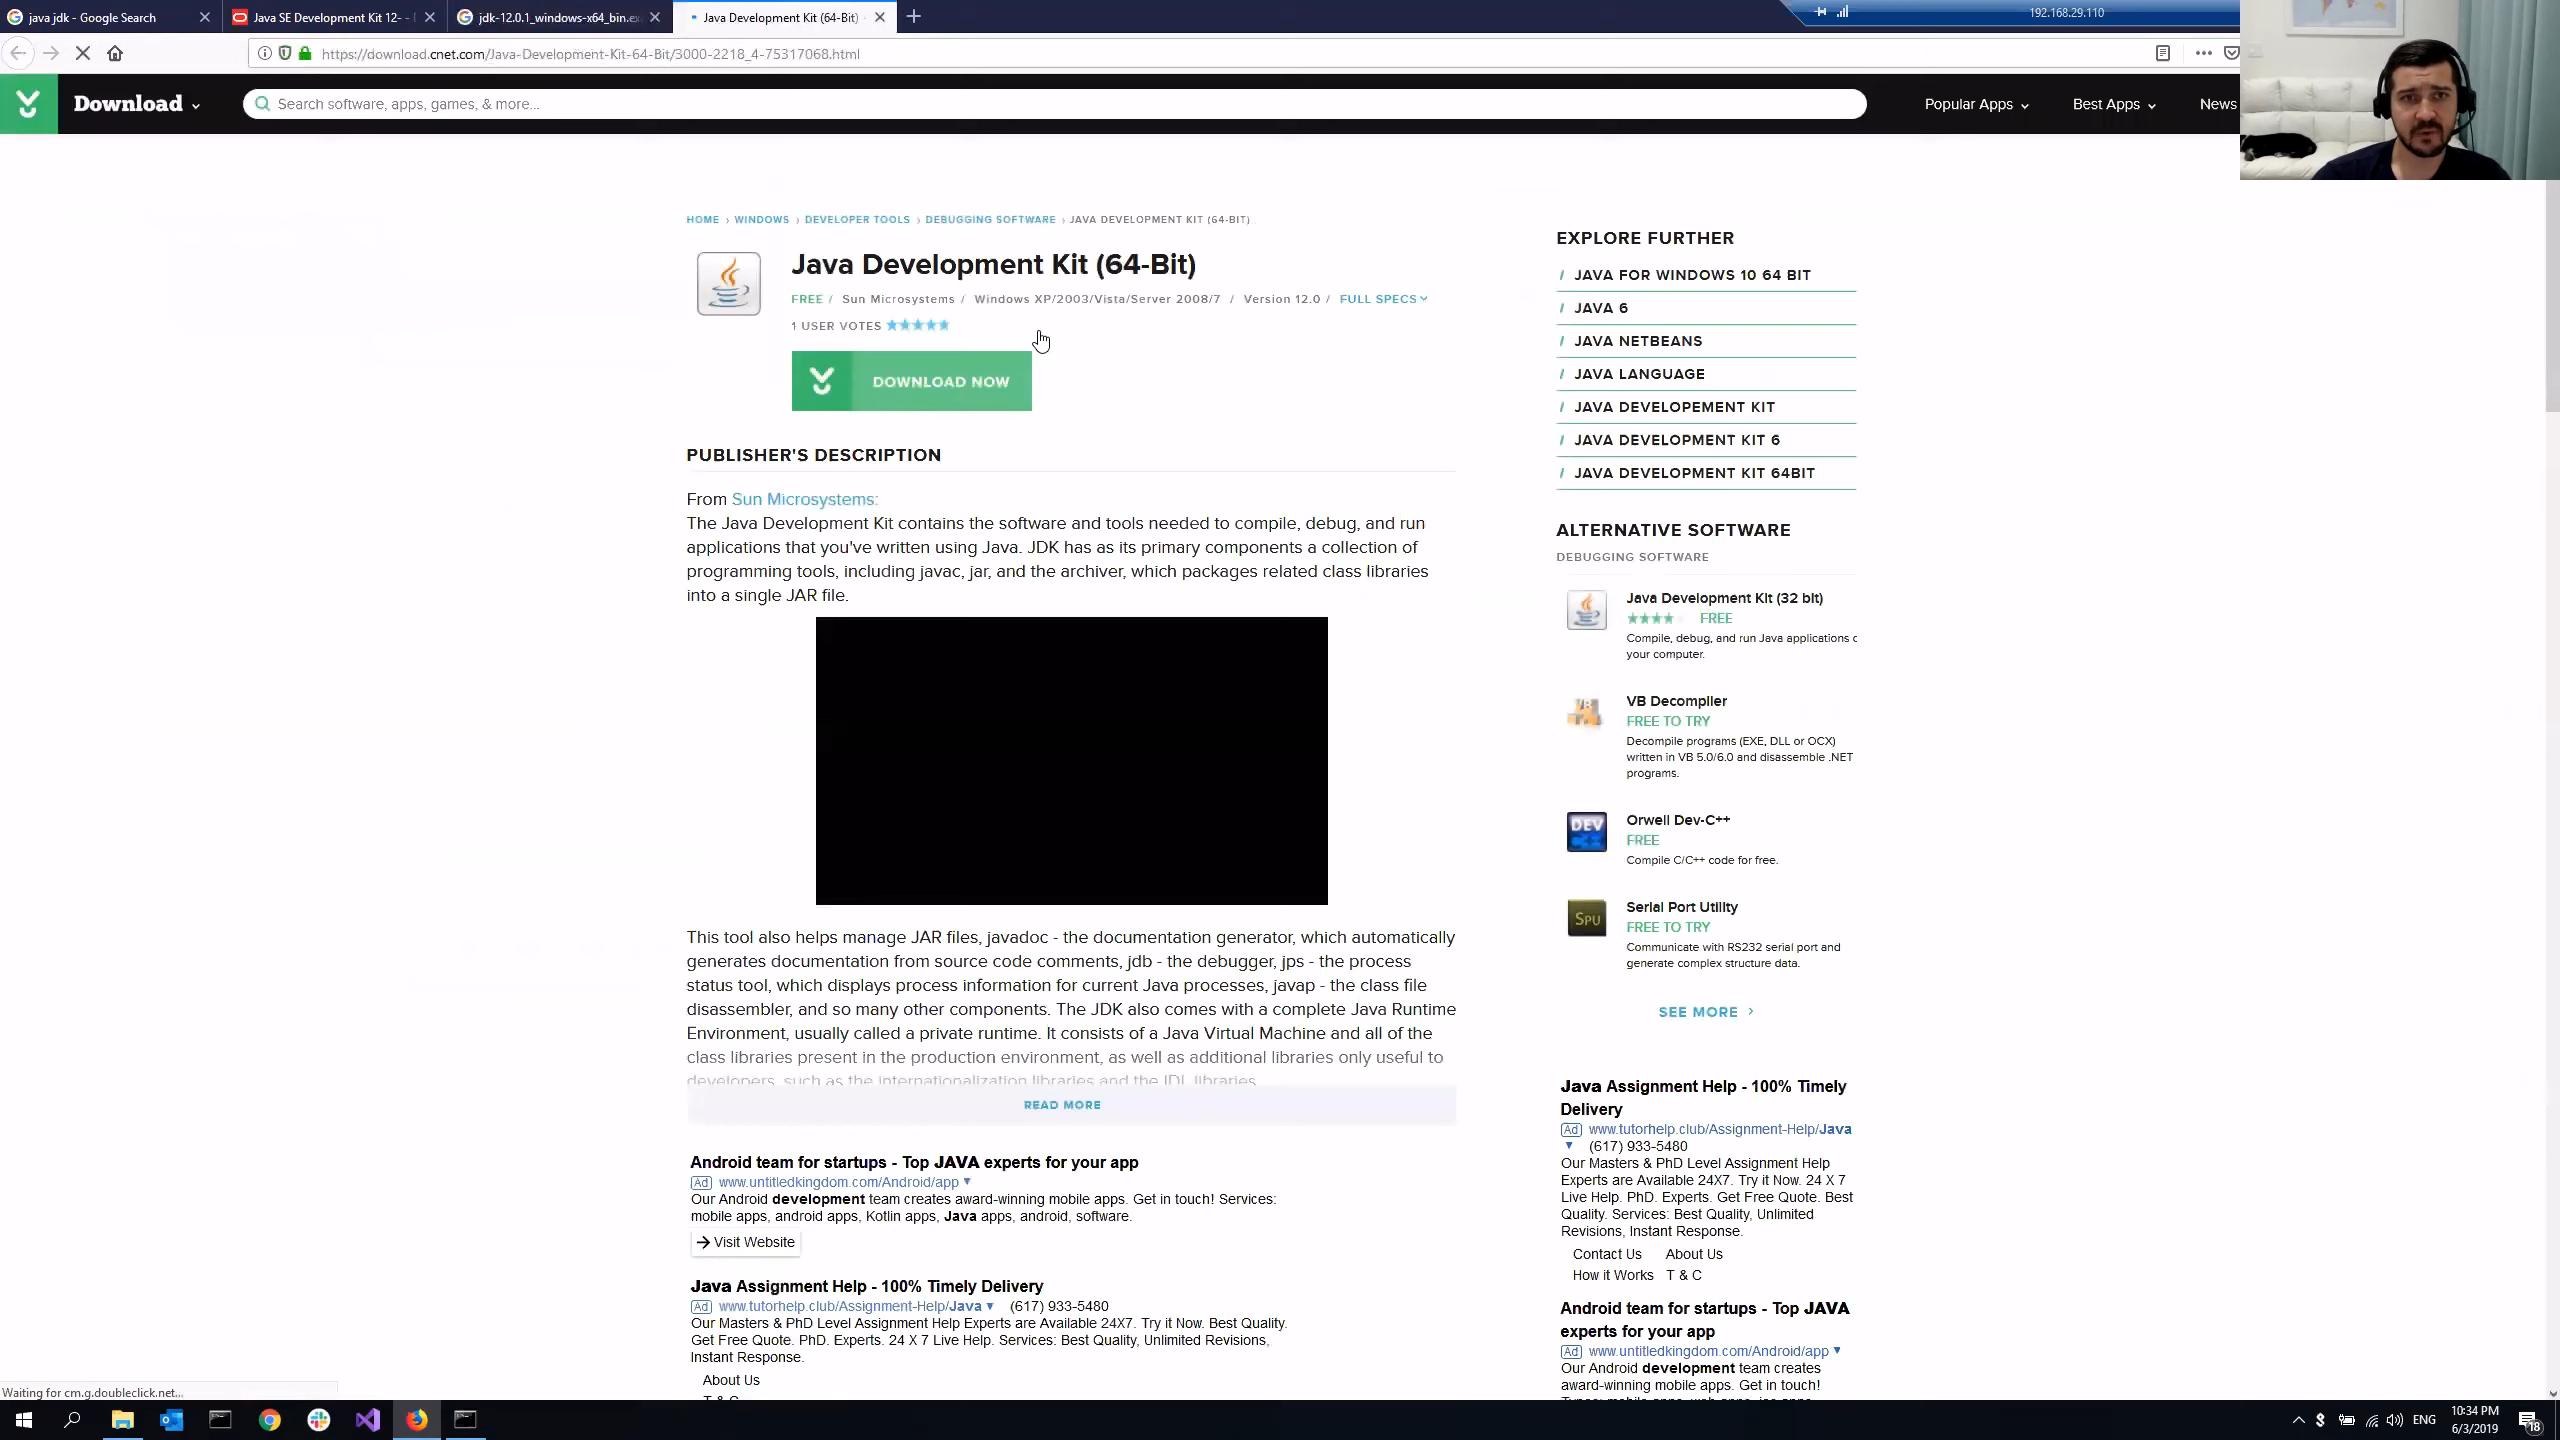 java jdk - Google Search
Java SE Development Kit 12- - D
jdk-12.0.1_windows-x64_bin.ex
Java Development Kit (64-Bit)
192.168.29.110
https://download.cnet.com/Java-Development-Kit-64-Bit/3000-2218_4-75317068.html
Download
Search software, apps, games, & more...
Popular Apps
Best Apps
News
HOME › WINDOWS › DEVELOPER TOOLS › DEBUGGING SOFTWARE › JAVA DEVELOPMENT KIT (64-BIT)
Java Development Kit (64-Bit)
FREE / Sun Microsystems / Windows XP/2003/Vista/Server 2008/7 / Version 12.0 / FULL SPECS
1 USER VOTES
DOWNLOAD NOW
PUBLISHER'S DESCRIPTION
From Sun Microsystems:
The Java Development Kit contains the software and tools needed to compile, debug, and run
applications that you've written using Java. JDK has as its primary components a collection of
programming tools, including javac, jar, and the archiver, which packages related class libraries
into a single JAR file.
This tool also helps manage JAR files, javadoc - the documentation generator, which automatically
generates documentation from source code comments, jdb - the debugger, jps - the process
status tool, which displays process information for current Java processes, javap - the class file
disassembler, and so many other components. The JDK also comes with a complete Java Runtime
Environment, usually called a private runtime. It consists of a Java Virtual Machine and all of the
class libraries present in the production environment, as well as additional libraries only useful to
developers, such as the internationalization libraries and the IDL libraries.
READ MORE
Android team for startups - Top JAVA experts for your app
Ad www.untitledkingdom.com/Android/app
Our Android development team creates award-winning mobile apps. Get in touch! Services:
mobile apps, android apps, Kotlin apps, Java apps, android, software.
→ Visit Website
Java Assignment Help - 100% Timely Delivery
Ad www.tutorhelp.club/Assignment-Help/Java (617) 933-5480
Our Masters & PhD Level Assignment Help Experts are Available 24X7. Try it Now. Best Quality.
Get Free Quote. PhD. Experts. 24 X 7 Live Help. Services: Best Quality, Unlimited Revisions,
Instant Response.
About Us
T & C
EXPLORE FURTHER
/ JAVA FOR WINDOWS 10 64 BIT
/ JAVA 6
/ JAVA NETBEANS
/ JAVA LANGUAGE
/ JAVA DEVELOPEMENT KIT
/ JAVA DEVELOPMENT KIT 6
/ JAVA DEVELOPMENT KIT 64BIT
ALTERNATIVE SOFTWARE
DEBUGGING SOFTWARE
Java Development Kit (32 bit)
FREE
Compile, debug, and run Java applications o
your computer.
VB
VB Decompiler
FREE TO TRY
Decompile programs (EXE, DLL or OCX)
written in VB 5.0/6.0 and disassemble .NET
programs.
DEV
C++
Orwell Dev-C++
FREE
Compile C/C++ code for free.
SPU
Serial Port Utility
FREE TO TRY
Communicate with RS232 serial port and
generate complex structure data.
SEE MORE ›
Java Assignment Help - 100% Timely
Delivery
Ad www.tutorhelp.club/Assignment-Help/Java
(617) 933-5480
Our Masters & PhD Level Assignment Help
Experts are Available 24X7. Try it Now. 24 X 7
Live Help. PhD. Experts. Get Free Quote. Best
Quality. Services: Best Quality, Unlimited
Revisions, Instant Response.
Contact Us About Us
How it Works T & C
Android team for startups - Top JAVA
experts for your app
Ad www.untitledkingdom.com/Android/app
Our Android development team creates
award-winning mobile apps. Get in touch!
Waiting for cm.g.doubleclick.net...
ENG
10:34 PM
6/3/2019
18